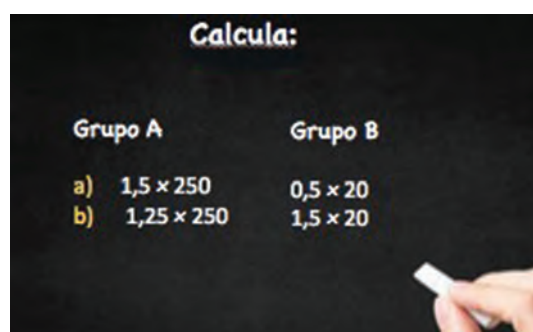 Calcula:
Grupo A Grupo B
a) 1,5 × 250 0,5 × 20
b) 1,25 × 250 1,5 × 20